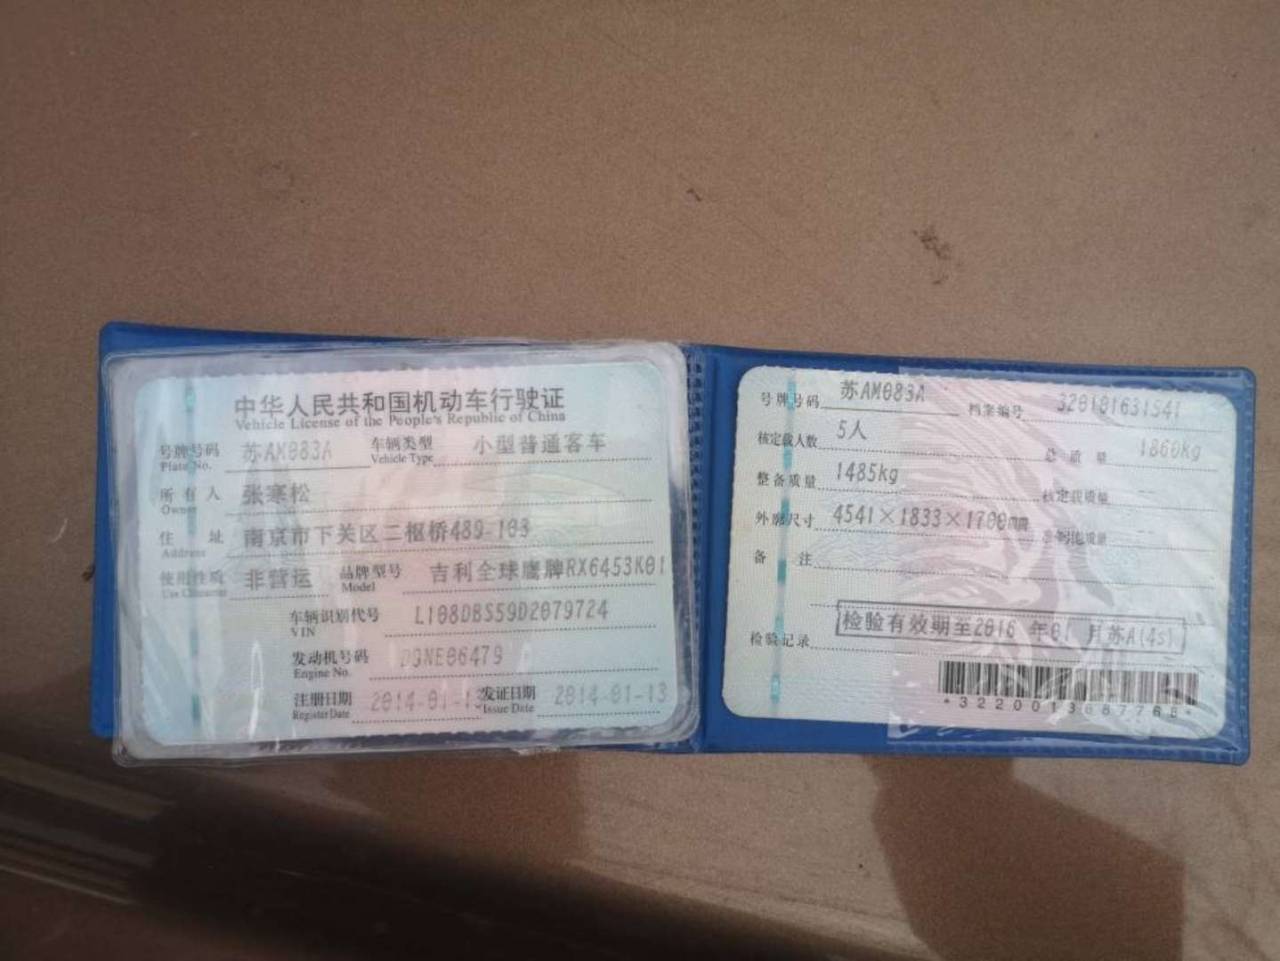 中华人民共和国机动车行驶证
Vehicle License of the People's Republic of China
号牌号码 苏AM083A 车辆类型 小型普通客车
Plate No. Vehicle Type
所有人 张寒松
Owner
住址 南京市下关区二板桥489-103
Address
使用性质 非营运 品牌型号 吉利全球鹰牌RX6453K01
Use Character Model
车辆识别代号 L108DBS59D2079724
VIN
发动机号码 D3NE06479
Engine No.
注册日期 2014-01-13 发证日期 2014-01-13
Register Date Issue Date
号牌号码 苏AM083A 档案编号 320101631541
核定载人数 5人 总质量 1860kg
整备质量 1485kg 核定载质量
外廓尺寸 4541×1833×1700mm
备注
检验记录 检验有效期至2016年01月苏A(4s)
*3220013687768*